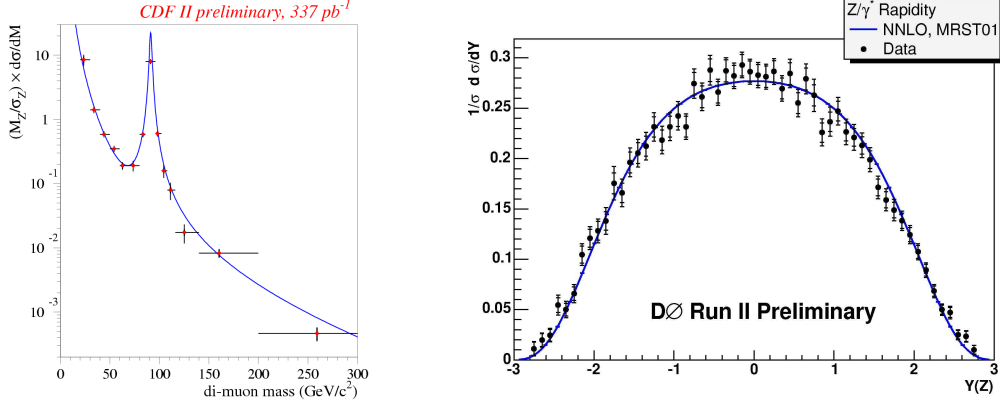 CDF II preliminary, 337 pb⁻¹
(M_Z/σ_Z) × dσ/dM
10
1
10⁻¹
10⁻²
10⁻³
0 50 100 150 200 250 300
di-muon mass (GeV/c²)
Z/γ* Rapidity
NNLO, MRST01
Data
1/σ d σ/dY
0.3
0.25
0.2
0.15
0.1
0.05
0
DØ Run II Preliminary
-3 -2 -1 0 1 2 3
Y(Z)